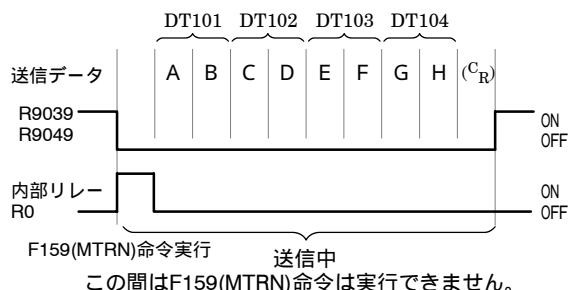 DT101 DT102 DT103 DT104
送信データ A B C D E F G H (CR)
R9039
R9049
ON
OFF
内部リレー
R0
ON
OFF
F159(MTRN)命令実行
送信中
この間はF159(MTRN)命令は実行できません。